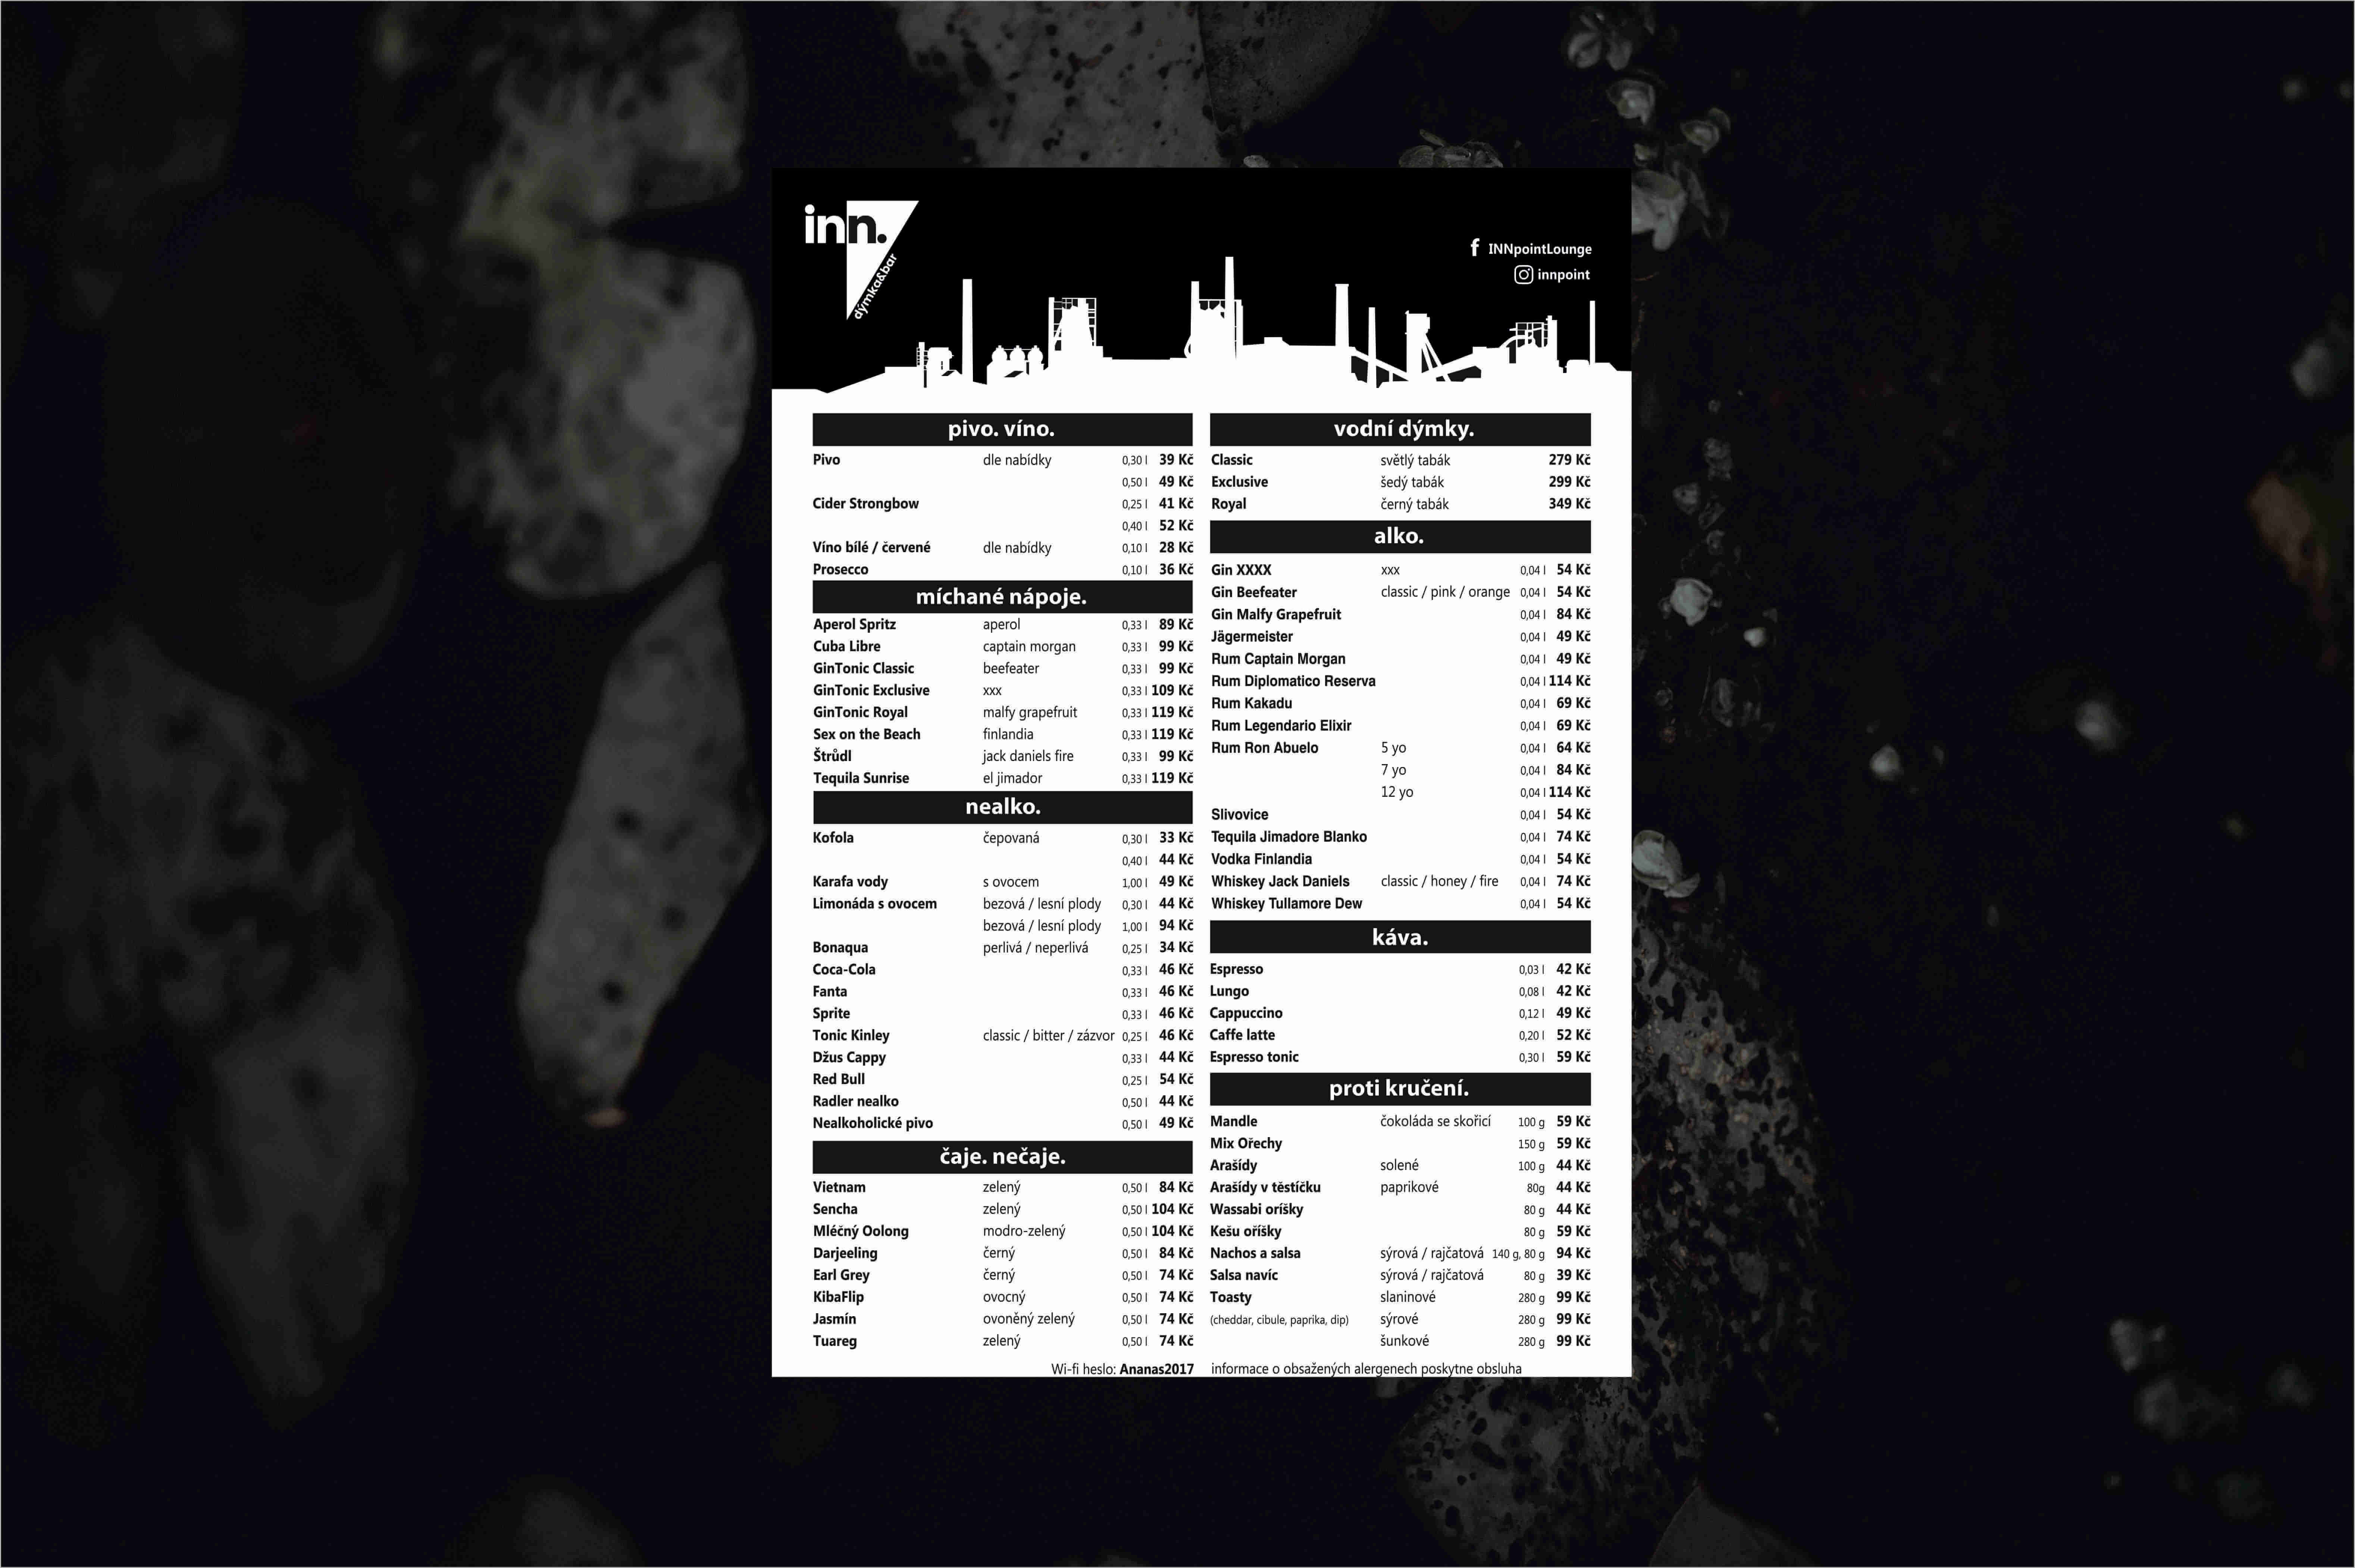 inn.
dýmka&bar
INNpointLounge
innpoint
pivo. víno.
Pivo dle nabídky 0,30 l 39 Kč
0,50 l 49 Kč
Cider Strongbow 0,25 l 41 Kč
0,40 l 52 Kč
Víno bílé / červené dle nabídky 0,10 l 28 Kč
Prosecco 0,10 l 36 Kč
míchané nápoje.
Aperol Spritz aperol 0,33 l 89 Kč
Cuba Libre captain morgan 0,33 l 99 Kč
GinTonic Classic beefeater 0,33 l 99 Kč
GinTonic Exclusive xxx 0,33 l 109 Kč
GinTonic Royal malfy grapefruit 0,33 l 119 Kč
Sex on the Beach finlandia 0,33 l 119 Kč
Štrůdl jack daniels fire 0,33 l 99 Kč
Tequila Sunrise el jimador 0,33 l 119 Kč
nealko.
Kofola čepovaná 0,30 l 33 Kč
0,40 l 44 Kč
Karafa vody s ovocem 1,00 l 49 Kč
Limonáda s ovocem bezová / lesní plody 0,30 l 44 Kč
bezová / lesní plody 1,00 l 94 Kč
Bonaqua perlivá / neperlivá 0,25 l 34 Kč
Coca-Cola 0,33 l 46 Kč
Fanta 0,33 l 46 Kč
Sprite 0,33 l 46 Kč
Tonic Kinley classic / bitter / zázvor 0,25 l 46 Kč
Džus Cappy 0,33 l 44 Kč
Red Bull 0,25 l 54 Kč
Radler nealko 0,50 l 44 Kč
Nealkoholické pivo 0,50 l 49 Kč
čaje. nečaje.
Vietnam zelený 0,50 l 84 Kč
Sencha zelený 0,50 l 104 Kč
Mléčný Oolong modro-zelený 0,50 l 104 Kč
Darjeeling černý 0,50 l 84 Kč
Earl Grey černý 0,50 l 74 Kč
KibaFlip ovocný 0,50 l 74 Kč
Jasmín ovoněný zelený 0,50 l 74 Kč
Tuareg zelený 0,50 l 74 Kč
Wi-fi heslo: Ananas2017
vodní dýmky.
Classic světlý tabák 279 Kč
Exclusive šedý tabák 299 Kč
Royal černý tabák 349 Kč
alko.
Gin XXXX xxx 0,04 l 54 Kč
Gin Beefeater classic / pink / orange 0,04 l 54 Kč
Gin Malfy Grapefruit 0,04 l 84 Kč
Jägermeister 0,04 l 49 Kč
Rum Captain Morgan 0,04 l 49 Kč
Rum Diplomatico Reserva 0,04 l 114 Kč
Rum Kakadu 0,04 l 69 Kč
Rum Legendario Elixir 0,04 l 69 Kč
Rum Ron Abuelo 5 yo 0,04 l 64 Kč
7 yo 0,04 l 84 Kč
12 yo 0,04 l 114 Kč
Slivovice 0,04 l 54 Kč
Tequila Jimadore Blanko 0,04 l 74 Kč
Vodka Finlandia 0,04 l 54 Kč
Whiskey Jack Daniels classic / honey / fire 0,04 l 74 Kč
Whiskey Tullamore Dew 0,04 l 54 Kč
káva.
Espresso 0,03 l 42 Kč
Lungo 0,08 l 42 Kč
Cappuccino 0,12 l 49 Kč
Caffe latte 0,20 l 52 Kč
Espresso tonic 0,30 l 59 Kč
proti kručení.
Mandle čokoláda se skořicí 100 g 59 Kč
Mix Ořechy 150 g 59 Kč
Arašídy solené 100 g 44 Kč
Arašídy v těstíčku paprikové 80g 44 Kč
Wassabi oríšky 80 g 44 Kč
Kešu oříšky 80 g 59 Kč
Nachos a salsa sýrová / rajčatová 140 g, 80 g 94 Kč
Salsa navíc sýrová / rajčatová 80 g 39 Kč
Toasty slaninové 280 g 99 Kč
(cheddar, cibule, paprika, dip) sýrové 280 g 99 Kč
šunkové 280 g 99 Kč
informace o obsažených alergenech poskytne obsluha